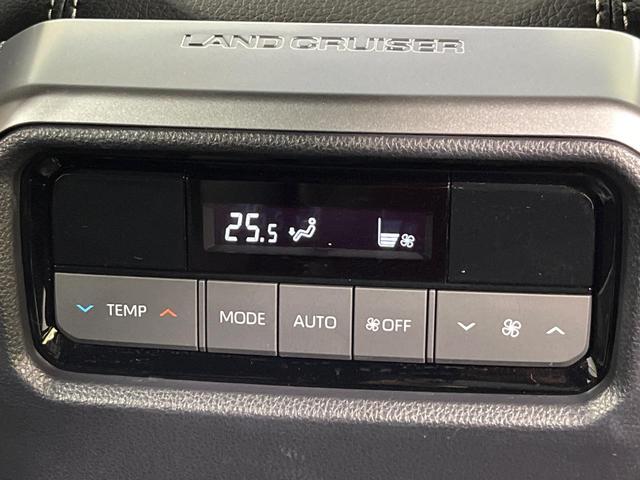 LAND CRUISER
25.5
TEMP MODE AUTO OFF